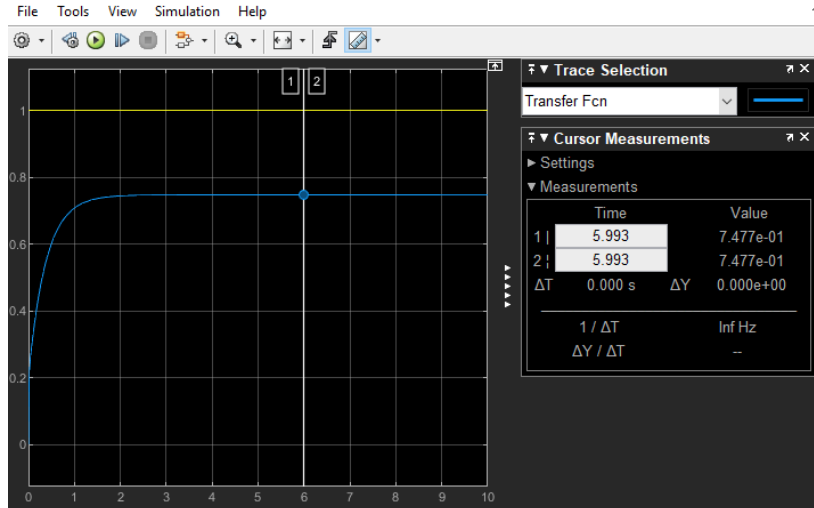 File Tools View Simulation Help
1 2
1
0.8
0.6
0.4
0.2
0
0 1 2 3 4 5 6 7 8 9 10
Trace Selection
Transfer Fcn
Cursor Measurements
Settings
Measurements
Time Value
1 | 5.993 7.477e-01
2 ¦ 5.993 7.477e-01
ΔT 0.000 s ΔY 0.000e+00
1 / ΔT Inf Hz
ΔY / ΔT --